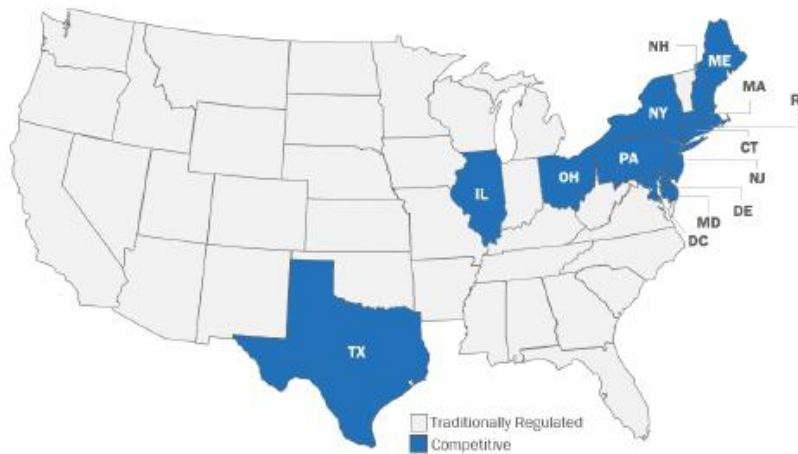 ME
NH
MA
NY
R
CT
PA
NJ
OH
IL
DE
MD
DC
TX
Traditionally Regulated
Competitive